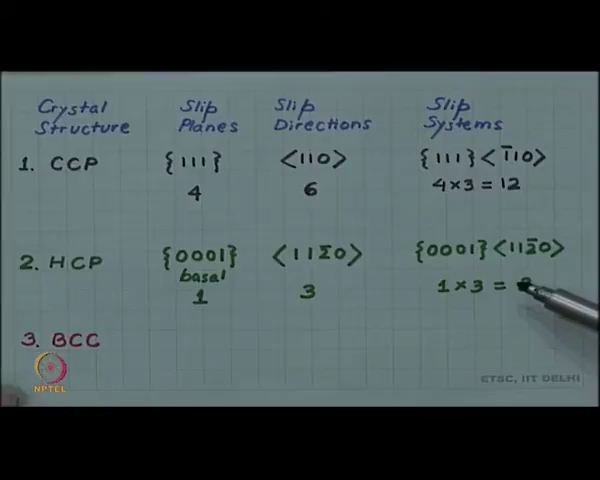 Crystal Structure
Slip Planes
Slip Directions
Slip Systems
1. CCP
{111}
4
<110>
6
{111}<1̄10>
4×3 = 12
2. HCP
{0001}
basal
1
<112̄0>
3
{0001}<112̄0>
1×3 =
3. BCC
NPTEL
ETSC, IIT DELHI